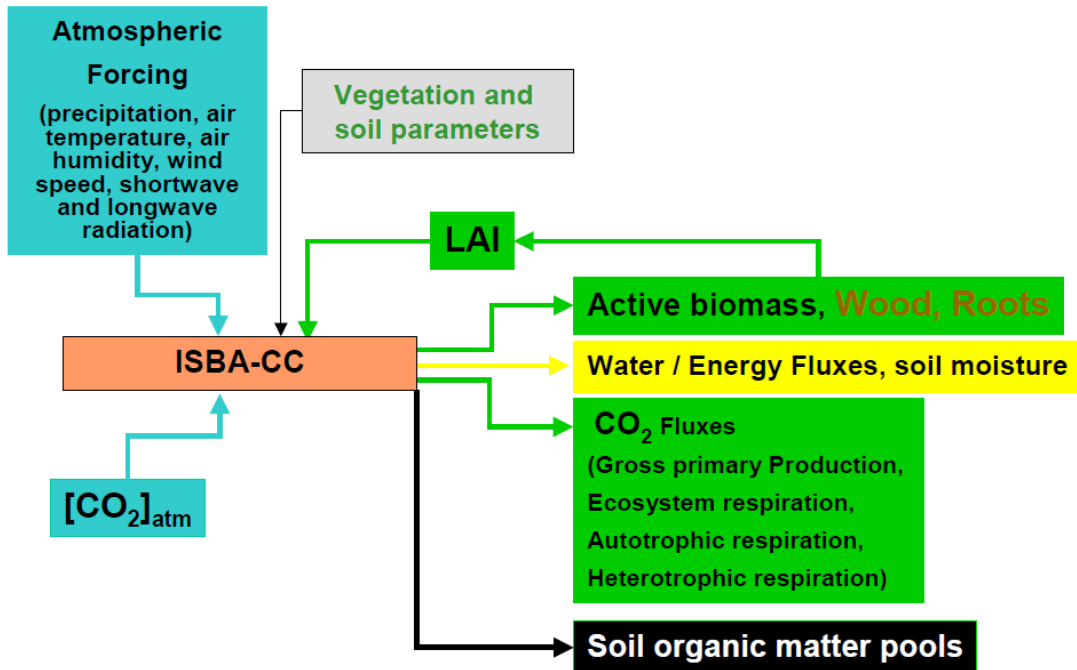 Atmospheric
Forcing
(precipitation, air
temperature, air
humidity, wind
speed, shortwave
and longwave
radiation)
Vegetation and
soil parameters
LAI
Active biomass, Wood, Roots
ISBA-CC
Water / Energy Fluxes, soil moisture
CO2 Fluxes
(Gross primary Production,
Ecosystem respiration,
Autotrophic respiration,
Heterotrophic respiration)
[CO2]atm
Soil organic matter pools